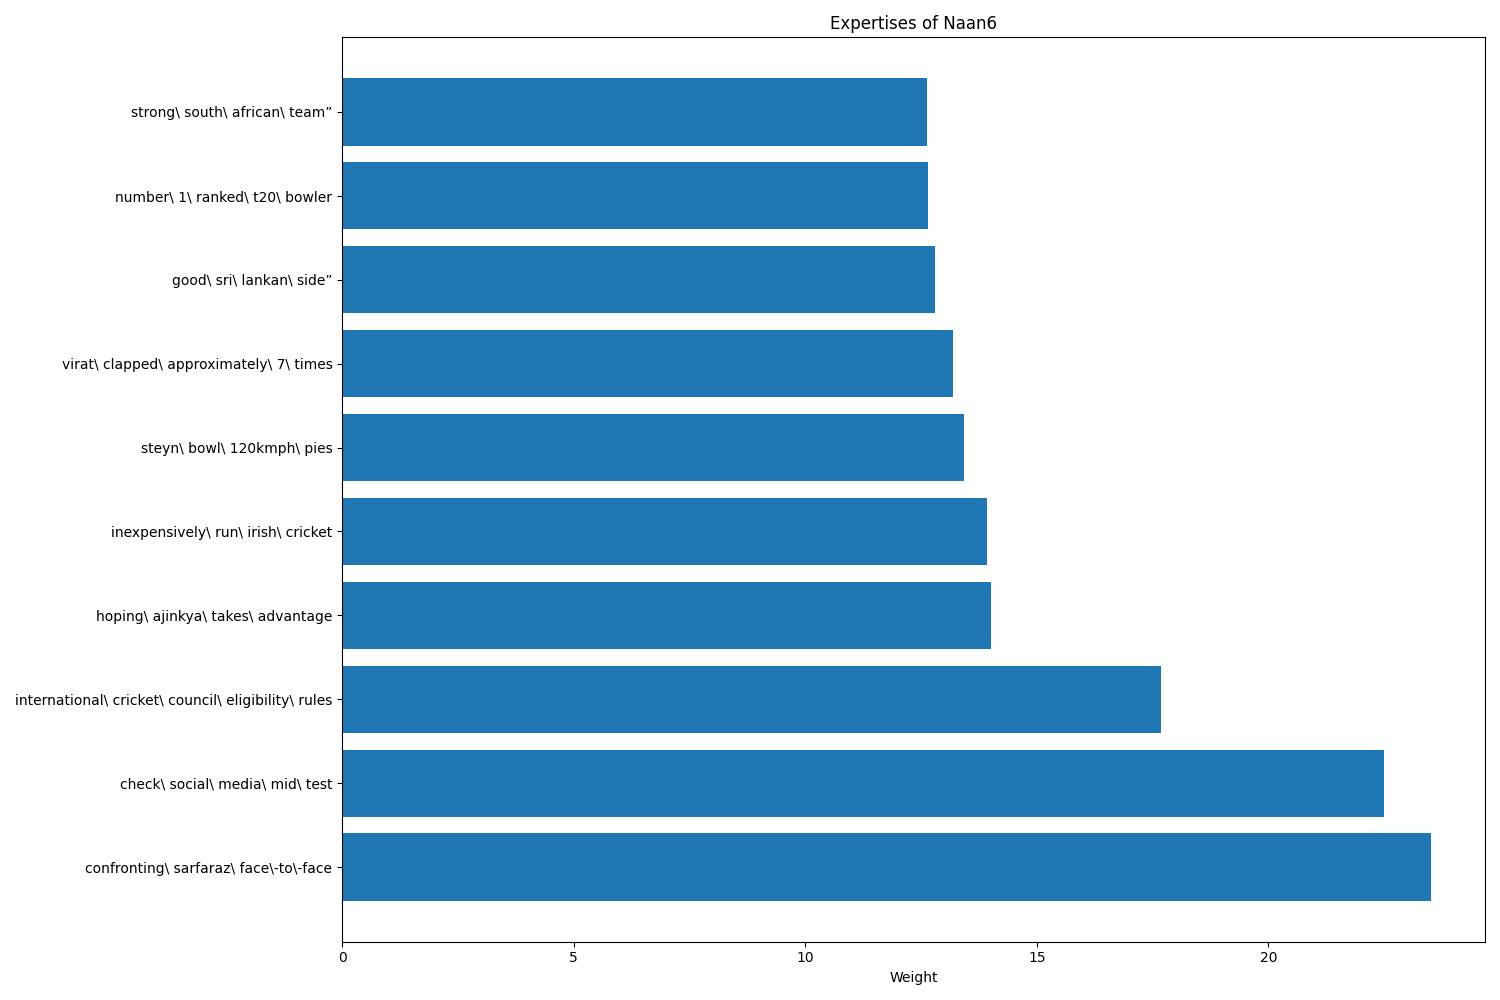 Expertises of Naan6
strong\ south\ african\ team”
number\ 1\ ranked\ t20\ bowler
good\ sri\ lankan\ side”
virat\ clapped\ approximately\ 7\ times
steyn\ bowl\ 120kmph\ pies
inexpensively\ run\ irish\ cricket
hoping\ ajinkya\ takes\ advantage
international\ cricket\ council\ eligibility\ rules
check\ social\ media\ mid\ test
confronting\ sarfaraz\ face\-to\-face
0 5 10 15 20
Weight